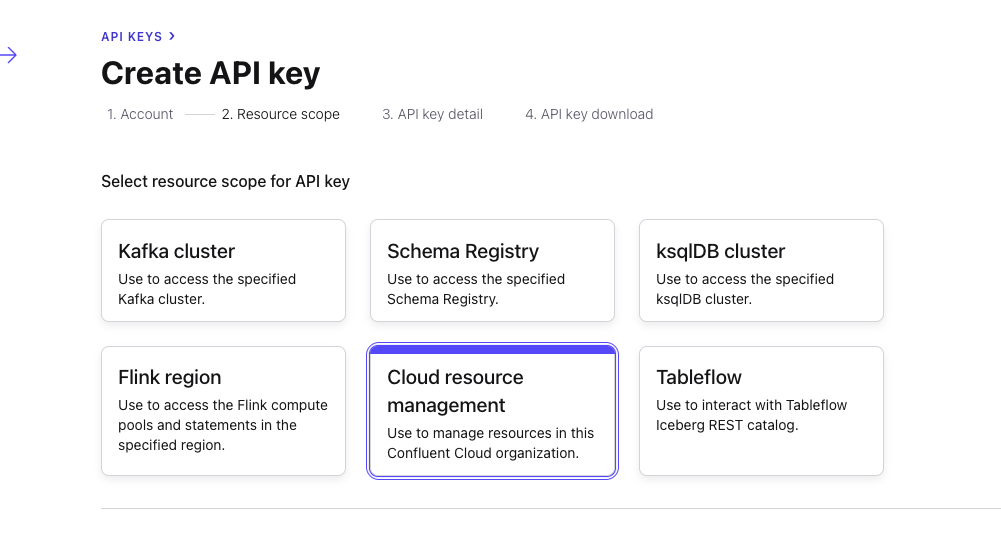 API KEYS >
Create API key
1. Account
2. Resource scope
3. API key detail
4. API key download
Select resource scope for API key
Kafka cluster
Use to access the specified
Kafka cluster.
Schema Registry
Use to access the specified
Schema Registry.
ksqlDB cluster
Use to access the specified
ksqlDB cluster.
Flink region
Use to access the Flink compute
pools and statements in the
specified region.
Cloud resource
management
Use to manage resources in this
Confluent Cloud organization.
Tableflow
Use to interact with Tableflow
Iceberg REST catalog.